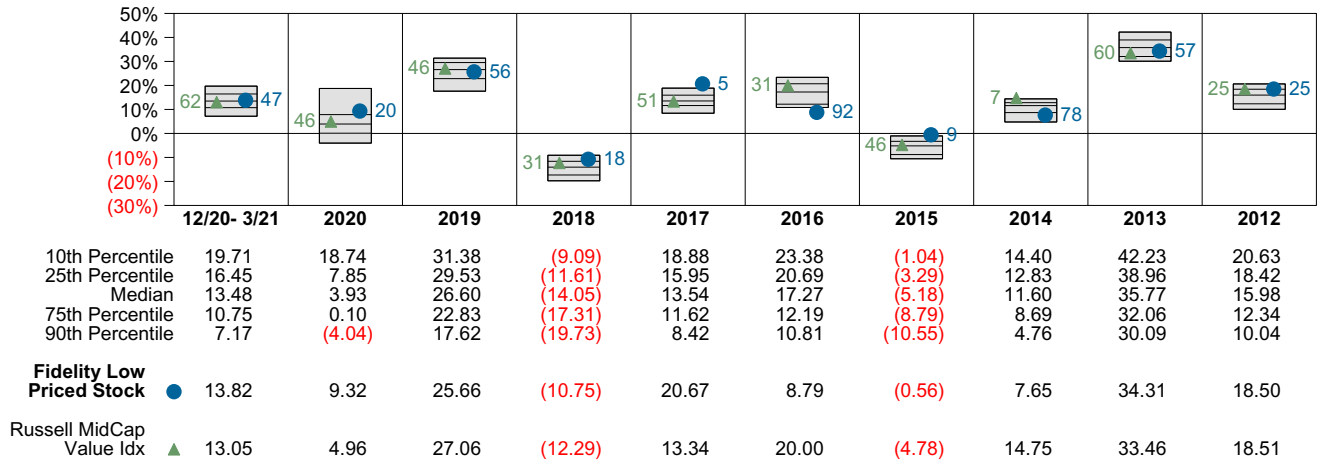 50%
40%
30%
20%
10%
0%
(10%)
(20%)
(30%)
62 47
46 20
46 56
31 18
51 5
31 92
46 9
7 78
60 57
25 25
12/20- 3/21 2020 2019 2018 2017 2016 2015 2014 2013 2012
10th Percentile 19.71 18.74 31.38 (9.09) 18.88 23.38 (1.04) 14.40 42.23 20.63
25th Percentile 16.45 7.85 29.53 (11.61) 15.95 20.69 (3.29) 12.83 38.96 18.42
Median 13.48 3.93 26.60 (14.05) 13.54 17.27 (5.18) 11.60 35.77 15.98
75th Percentile 10.75 0.10 22.83 (17.31) 11.62 12.19 (8.79) 8.69 32.06 12.34
90th Percentile 7.17 (4.04) 17.62 (19.73) 8.42 10.81 (10.55) 4.76 30.09 10.04
Fidelity Low
Priced Stock 13.82 9.32 25.66 (10.75) 20.67 8.79 (0.56) 7.65 34.31 18.50
Russell MidCap
Value Idx 13.05 4.96 27.06 (12.29) 13.34 20.00 (4.78) 14.75 33.46 18.51